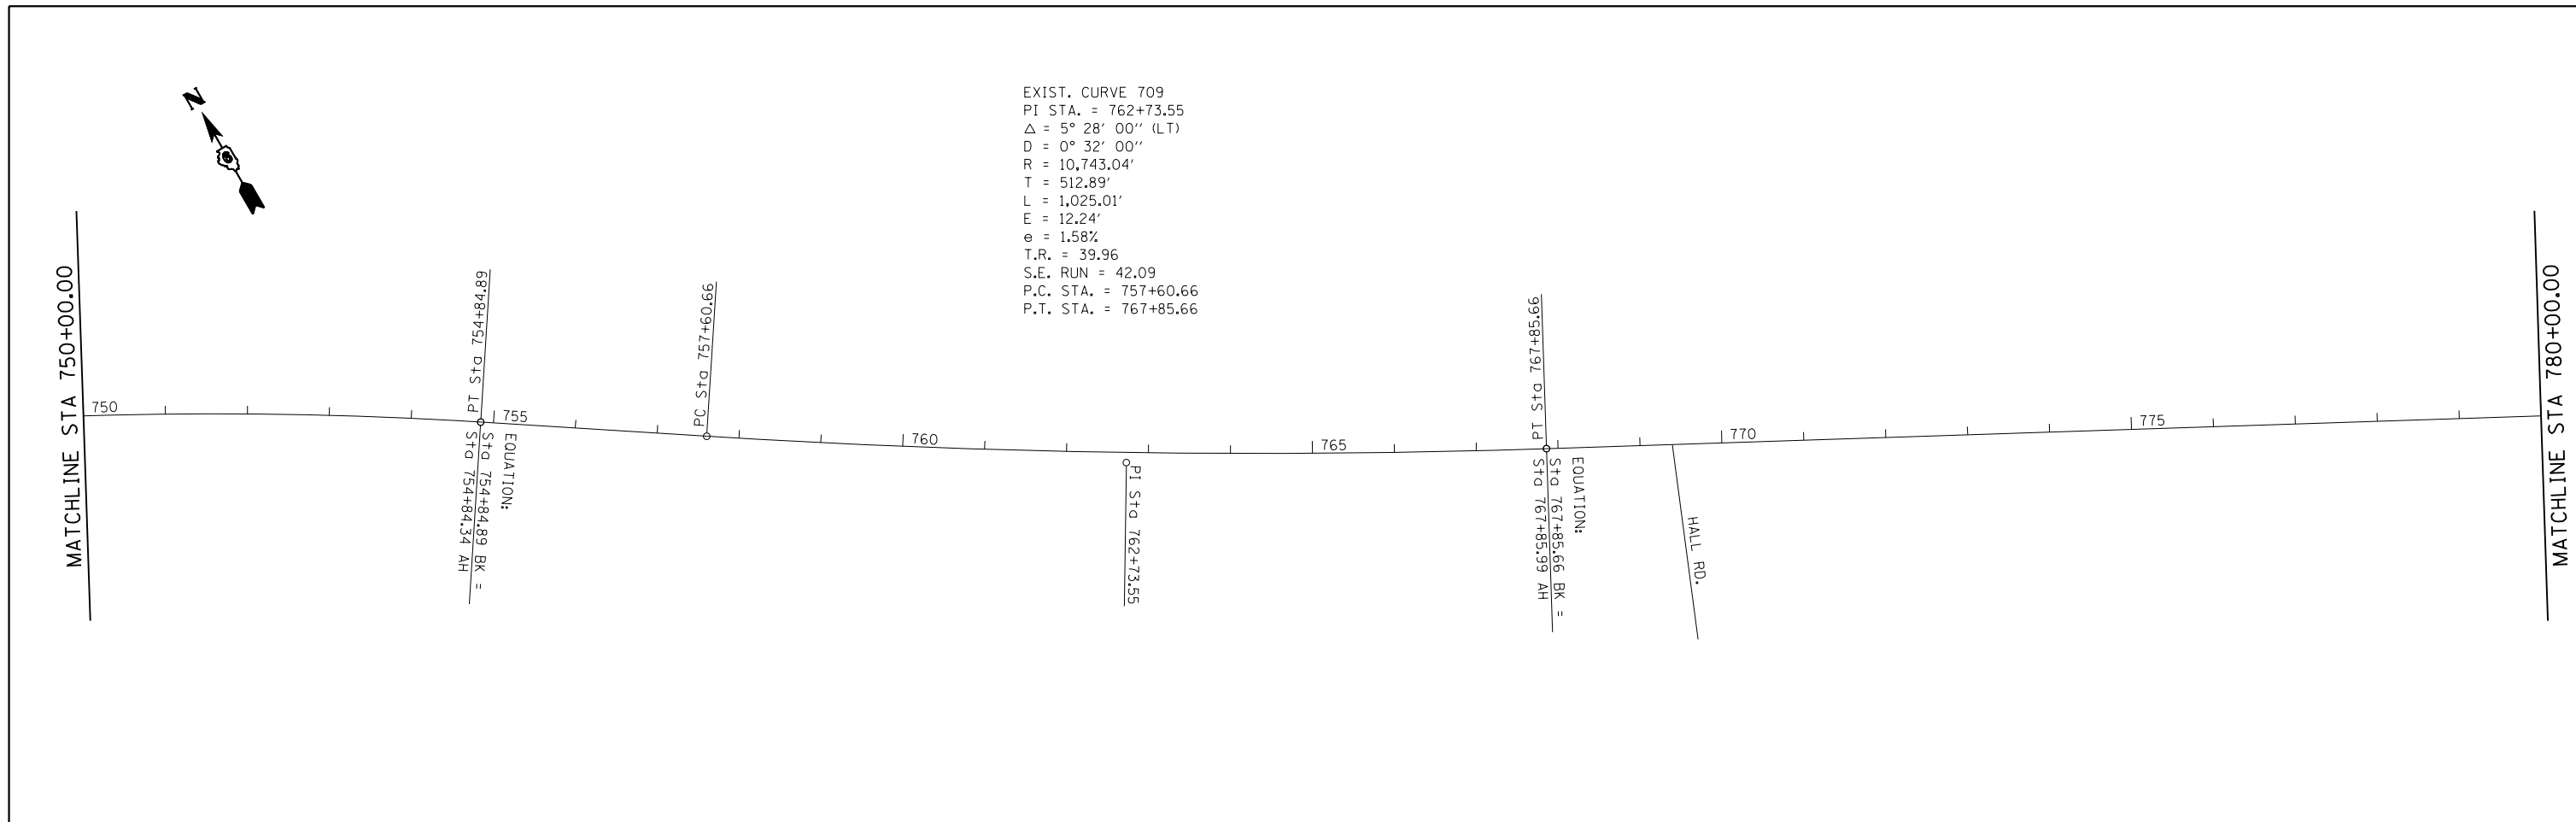 N
EXIST. CURVE 709
PI STA. = 762+73.55
Δ = 5° 28' 00'' (LT)
D = 0° 32' 00''
R = 10,743.04'
T = 512.89'
L = 1,025.01'
E = 12.24'
e = 1.58%
T.R. = 39.96
S.E. RUN = 42.09
P.C. STA. = 757+60.66
P.T. STA. = 767+85.66
MATCHLINE STA 750+00.00
750
PT Sta 754+84.89
755
EQUATION:
Sta 754+84.89 BK =
Sta 754+84.34 AH
PC Sta 757+60.66
760
PI Sta 762+73.55
765
PT Sta 767+85.66
EQUATION:
Sta 767+85.66 BK =
Sta 767+85.99 AH
HALL RD.
770
775
MATCHLINE STA 780+00.00